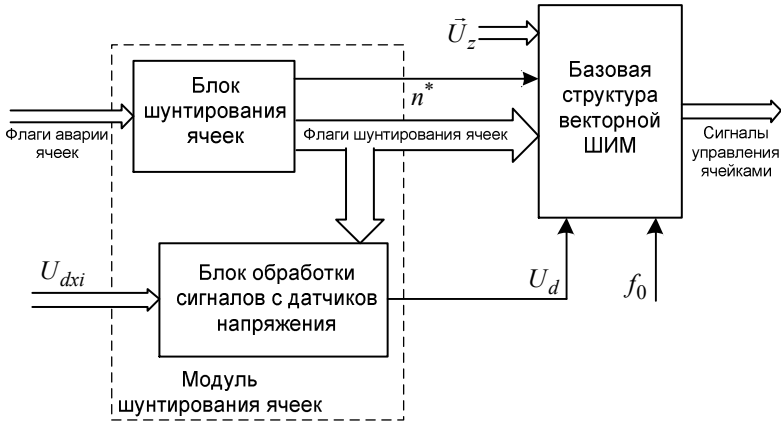 Флаги аварии
ячеек
Блок
шунтирования
ячеек
n*
Флаги шунтирования ячеек
U⃗z
Базовая
структура
векторной
ШИМ
Сигналы
управления
ячейками
Udxi
Блок обработки
сигналов с датчиков
напряжения
Ud
f0
Модуль
шунтирования ячеек